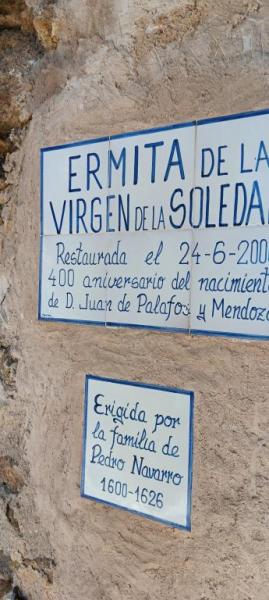 ERMITA DE LA
VIRGEN DE LA SOLEDA
Restaurada el 24-6-200
400 aniversario del nacimient
de D. Juan de Palafox y Mendoza
Erigida por
la familia de
Pedro Navarro
1600-1626